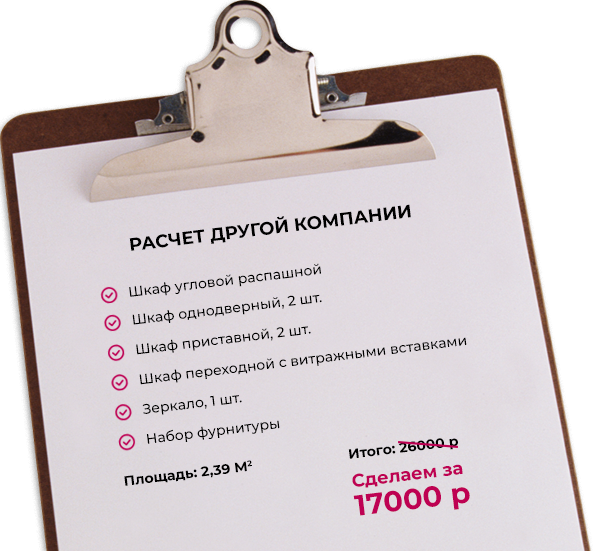 РАСЧЕТ ДРУГОЙ КОМПАНИИ
Шкаф угловой распашной
Шкаф однодверный, 2 шт.
Шкаф приставной, 2 шт.
Шкаф переходной с витражными вставками
Зеркало, 1 шт.
Набор фурнитуры
Площадь: 2,39 М²
Итого: 26000 р
Сделаем за
17000 р